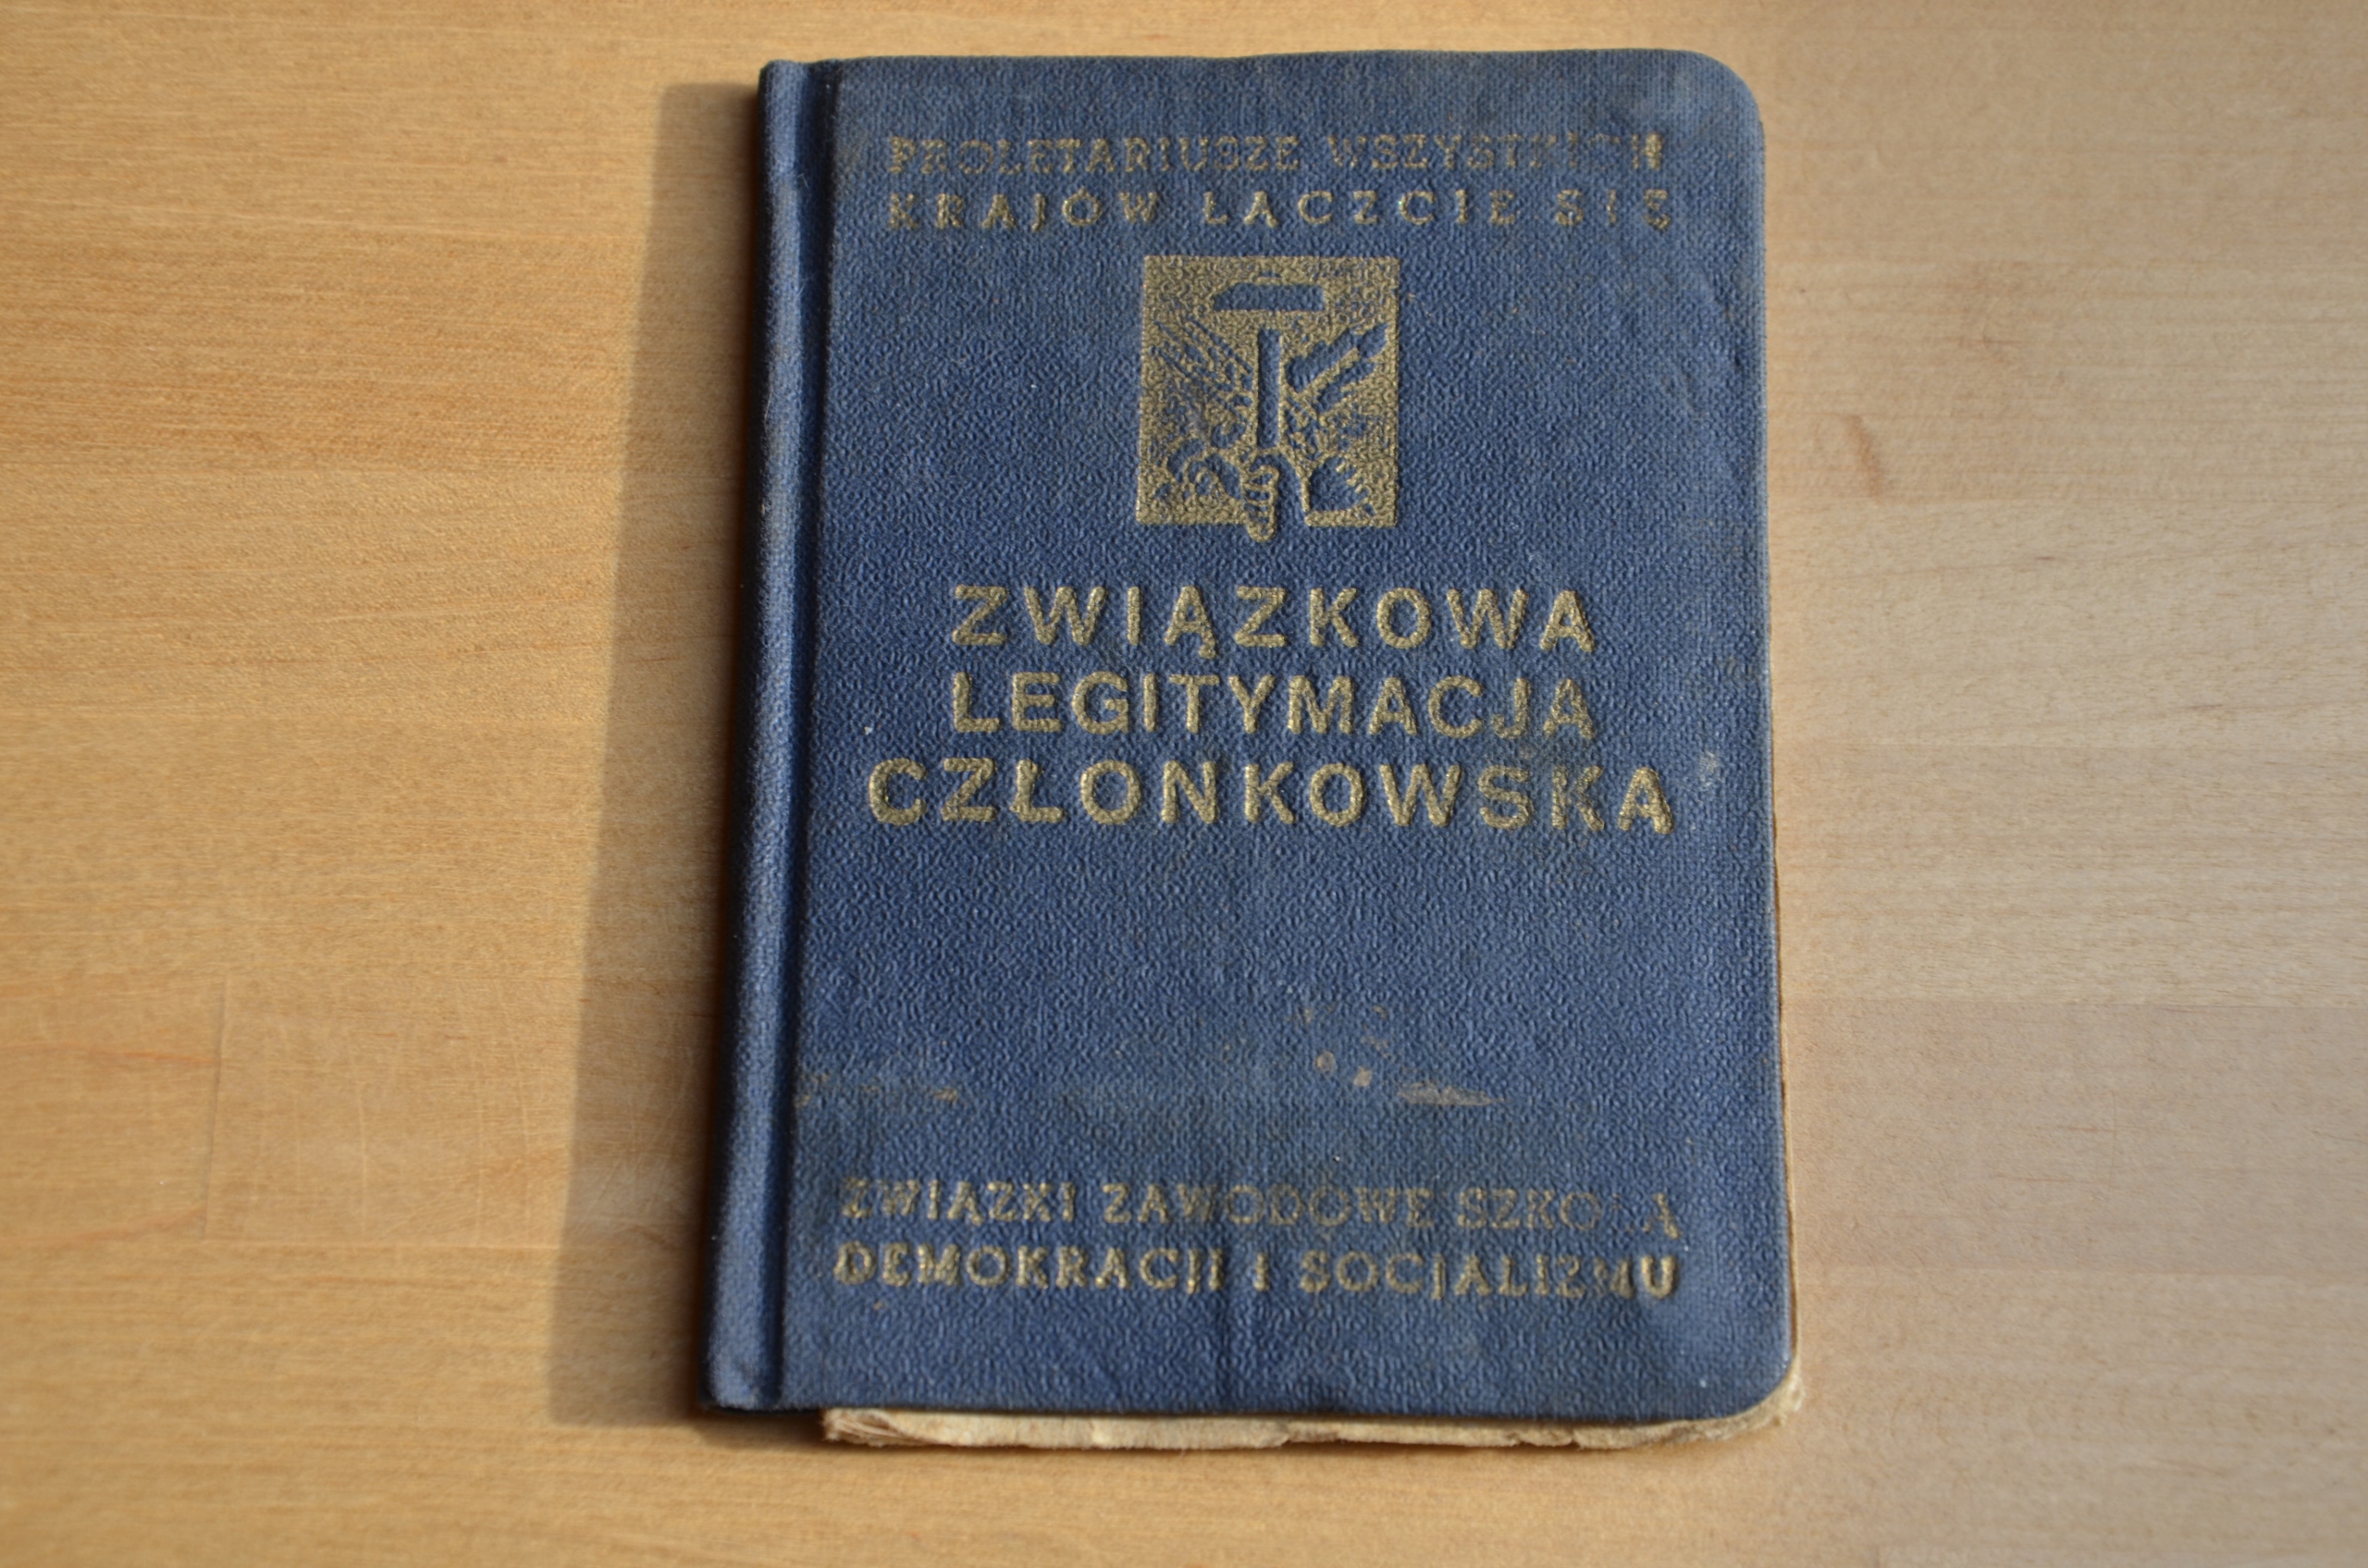 PROLETARIUSZE WSZYSTKICH
KRAJÓW ŁĄCZCIE SIĘ
ZWIĄZKOWA
LEGITYMACJA
CZŁONKOWSKA
ZWIĄZKI ZAWODOWE SZKOŁĄ
DEMOKRACJI I SOCJALIZMU